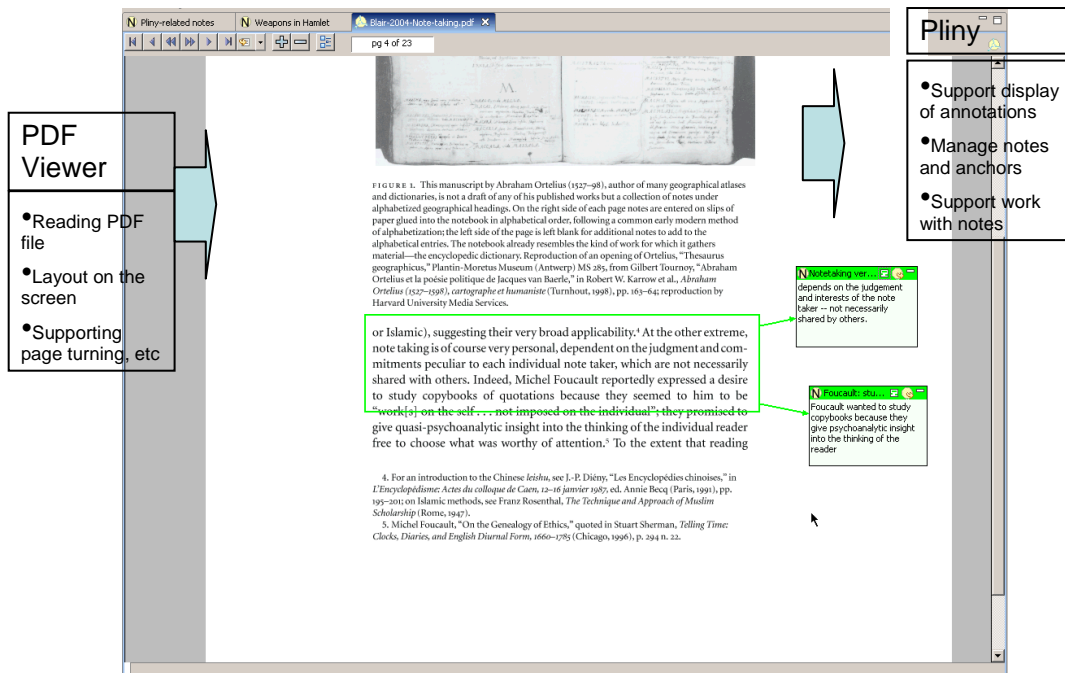 Pliny-related notes
Weapons in Hamlet
Blair-2004-Note-taking.pdf
pg 4 of 23
PDF
Viewer
•Reading PDF
file
•Layout on the
screen
•Supporting
page turning, etc
Pliny
•Support display
of annotations
•Manage notes
and anchors
•Support work
with notes
M.
FIGURE 1. This manuscript by Abraham Ortelius (1527–98), author of many geographical atlases
and dictionaries, is not a draft of any of his published works but a collection of notes under
alphabetized geographical headings. On the right side of each page notes are entered on slips of
paper glued into the notebook in alphabetical order, following a common early modern method
of alphabetization; the left side of the page is left blank for additional notes to add to the
alphabetical entries. The notebook already resembles the kind of work for which it gathers
material—the encyclopedic dictionary. Reproduction of an opening of Ortelius, “Thesaurus
geographicus,” Plantin-Moretus Museum (Antwerp) MS 285, from Gilbert Tournoy, “Abraham
Ortelius et la poésie politique de Jacques van Baerle,” in Robert W. Karrow et al., Abraham
Ortelius (1527–1598), cartographe et humaniste (Turnhout, 1998), pp. 163–64; reproduction by
Harvard University Media Services.
or Islamic), suggesting their very broad applicability.⁴ At the other extreme,
note taking is of course very personal, dependent on the judgment and com-
mitments peculiar to each individual note taker, which are not necessarily
shared with others. Indeed, Michel Foucault reportedly expressed a desire
to study copybooks of quotations because they seemed to him to be
“work[s] on the self . . . not imposed on the individual”; they promised to
give quasi-psychoanalytic insight into the thinking of the individual reader
free to choose what was worthy of attention.⁵ To the extent that reading
4. For an introduction to the Chinese leishu, see J.-P. Diény, “Les Encyclopédies chinoises,” in
L’Encyclopédisme: Actes du colloque de Caen, 12–16 janvier 1987, ed. Annie Becq (Paris, 1991), pp.
195–201; on Islamic methods, see Franz Rosenthal, The Technique and Approach of Muslim
Scholarship (Rome, 1947).
5. Michel Foucault, “On the Genealogy of Ethics,” quoted in Stuart Sherman, Telling Time:
Clocks, Diaries, and English Diurnal Form, 1660–1785 (Chicago, 1996), p. 294 n. 22.
Notetaking ver...
depends on the judgement
and interests of the note
taker -- not necessarily
shared by others.
Foucault: stu...
Foucault wanted to study
copybooks because they
give psychoanalytic insight
into the thinking of the
reader